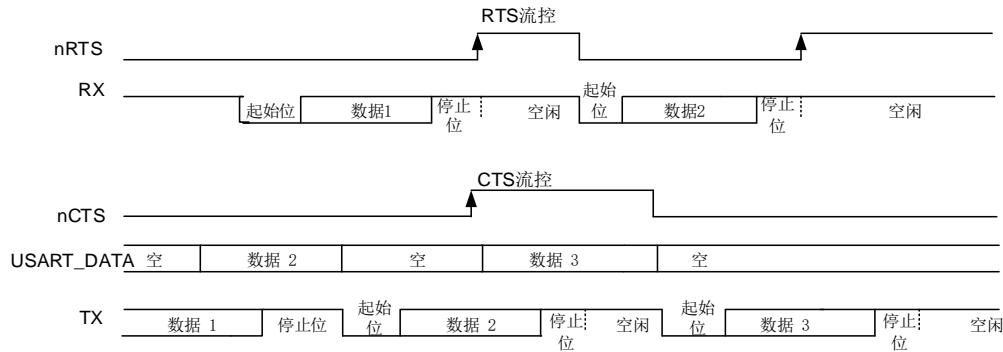 RTS流控
nRTS
RX
起始位 数据1 停止位 空闲 起始位 数据2 停止位 空闲
CTS流控
nCTS
USART_DATA 空 数据 2 空 数据 3 空
TX
数据 1 停止位 起始位 数据 2 停止位 空闲 起始位 数据 3 停止位 空闲